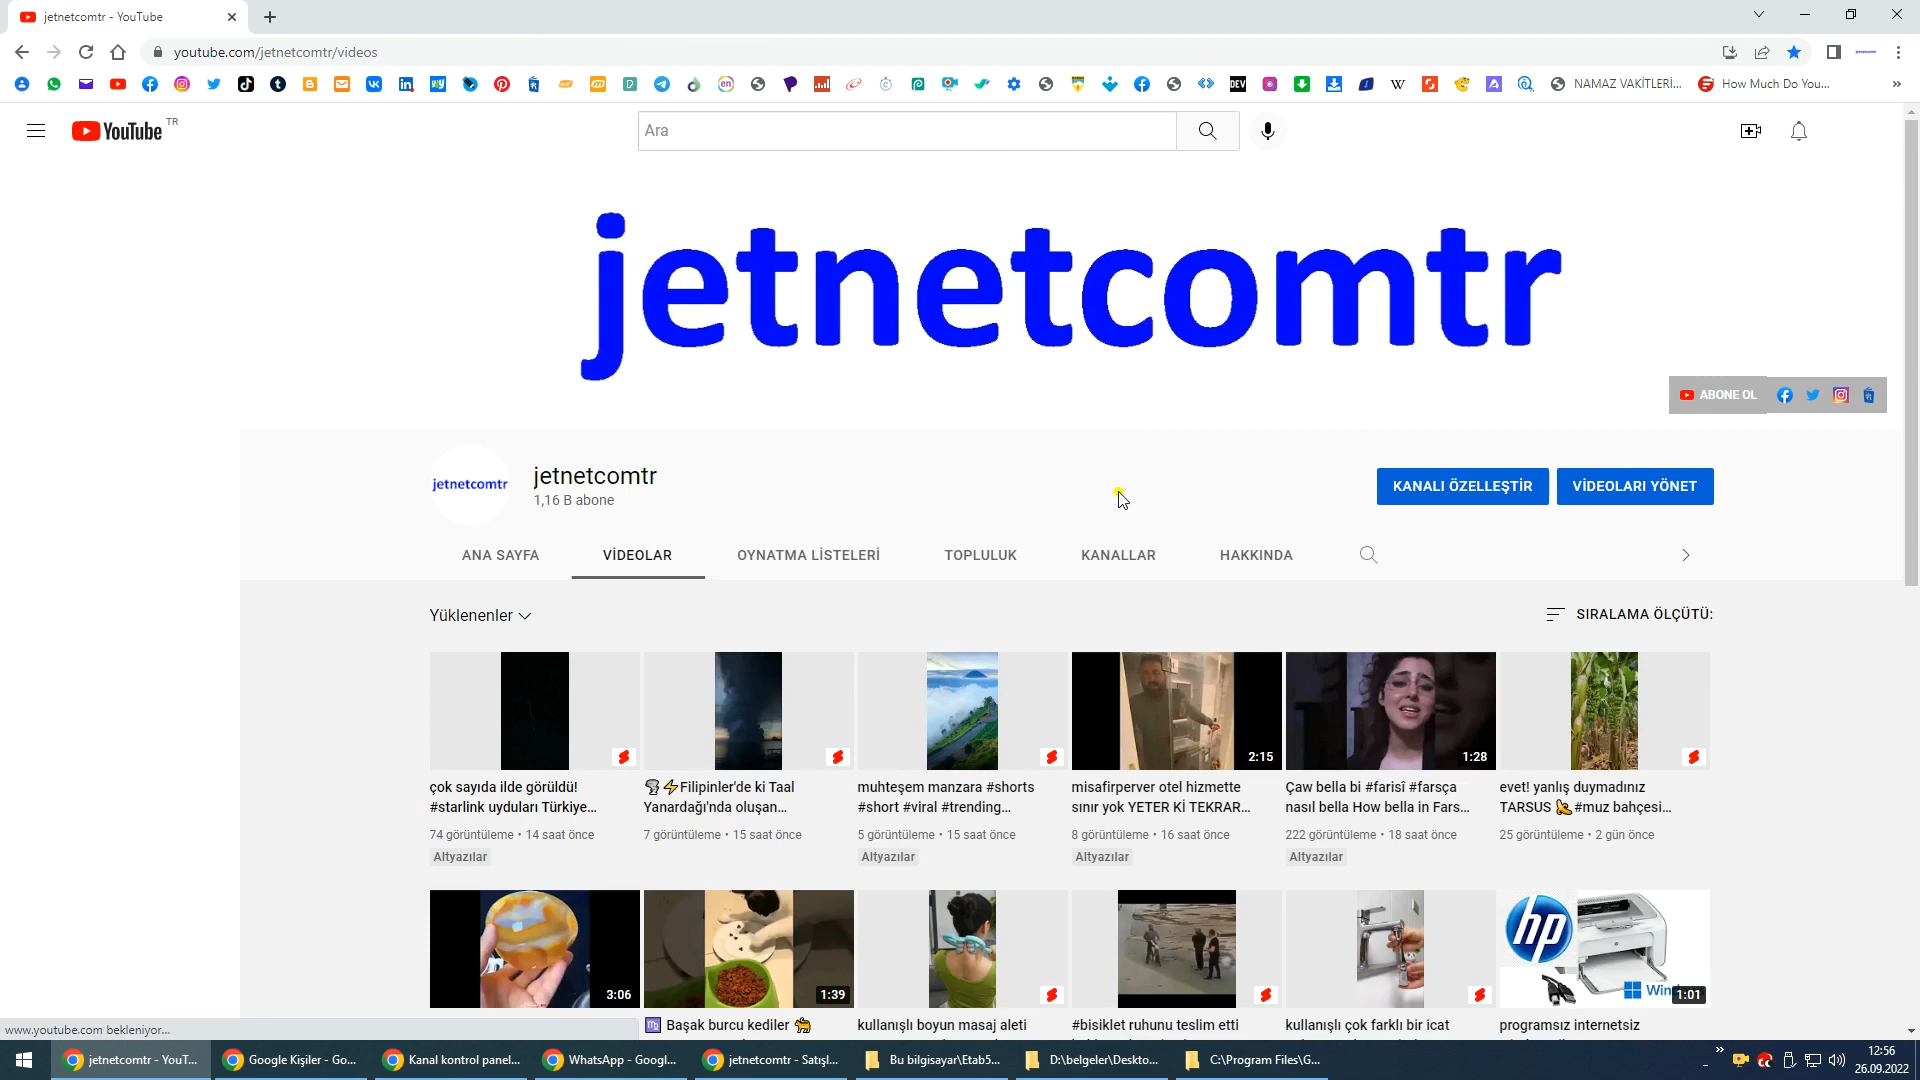 jetnetcomtr - YouTube
youtube.com/jetnetcomtr/videos
NAMAZ VAKİTLERİ...
How Much Do You...
YouTube TR
Ara
jetnetcomtr
ABONE OL
jetnetcomtr
jetnetcomtr
1,16 B abone
KANALI ÖZELLEŞTİR
VİDEOLARI YÖNET
ANA SAYFA
VİDEOLAR
OYNATMA LİSTELERİ
TOPLULUK
KANALLAR
HAKKINDA
Yüklenenler
SIRALAMA ÖLÇÜTÜ:
2:15
1:28
çok sayıda ilde görüldü!
#starlink uyduları Türkiye...
74 görüntüleme • 14 saat önce
Altyazılar
🌪⚡Filipinler'de ki Taal
Yanardağı'nda oluşan...
7 görüntüleme • 15 saat önce
muhteşem manzara #shorts
#short #viral #trending...
5 görüntüleme • 15 saat önce
Altyazılar
misafirperver otel hizmette
sınır yok YETER Kİ TEKRAR...
8 görüntüleme • 16 saat önce
Altyazılar
Çaw bella bi #farisî #farsça
nasıl bella How bella in Fars...
222 görüntüleme • 18 saat önce
Altyazılar
evet! yanlış duymadınız
TARSUS 🍌#muz bahçesi...
25 görüntüleme • 2 gün önce
3:06
1:39
hp
Wind
1:01
♍ Başak burcu kediler 🐈
kullanışlı boyun masaj aleti
#bisiklet ruhunu teslim etti
kullanışlı çok farklı bir icat
programsız internetsiz
www.youtube.com bekleniyor...
jetnetcomtr - YouT...
Google Kişiler - Go...
Kanal kontrol panel...
WhatsApp - Googl...
jetnetcomtr - Satışl...
Bu bilgisayar\Etab5...
D:\belgeler\Deskto...
C:\Program Files\G...
12:56
26.09.2022